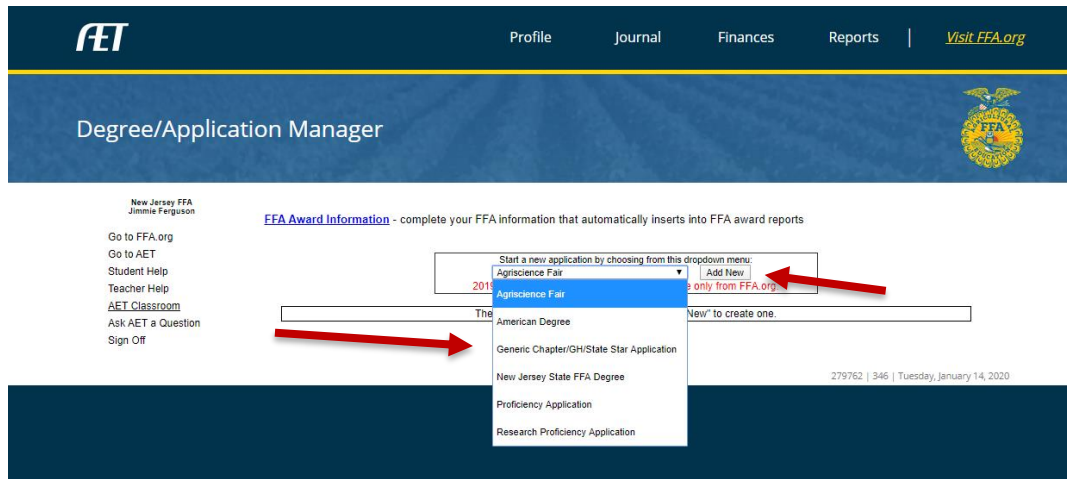 ÆT
Profile Journal Finances Reports | Visit FFA.org
Degree/Application Manager
FFA
New Jersey FFA
Jimmie Ferguson
Go to FFA.org
Go to AET
Student Help
Teacher Help
AET Classroom
Ask AET a Question
Sign Off
FFA Award Information - complete your FFA information that automatically inserts into FFA award reports
Start a new application by choosing from this dropdown menu:
Agriscience Fair ▼ Add New
2019 only from FFA.org.
Agriscience Fair
The New" to create one.
American Degree
Generic Chapter/GH/State Star Application
New Jersey State FFA Degree
Proficiency Application
Research Proficiency Application
279762 | 346 | Tuesday, January 14, 2020